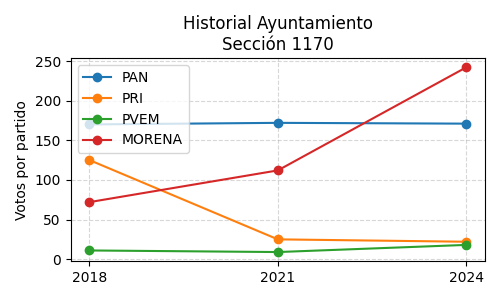 Historial Ayuntamiento
Sección 1170
Votos por partido
250
200
150
100
50
0
PAN
PRI
PVEM
MORENA
2018
2021
2024